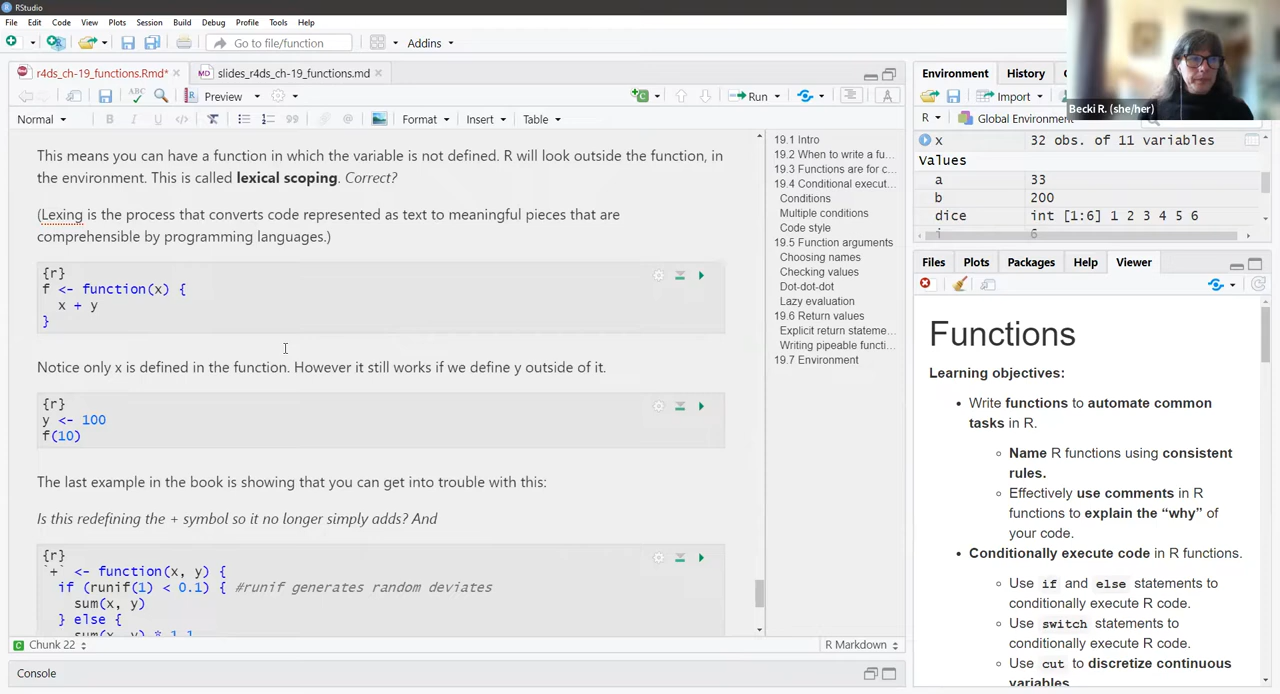 RStudio
File Edit Code View Plots Session Build Debug Profile Tools Help
Go to file/function Addins
r4ds_ch-19_functions.Rmd* slides_r4ds_ch-19_functions.md
ABC Preview Run
Normal B I U Format Insert Table
This means you can have a function in which the variable is not defined. R will look outside the function, in
the environment. This is called lexical scoping. Correct?
(Lexing is the process that converts code represented as text to meaningful pieces that are
comprehensible by programming languages.)
{r}
f <- function(x) {
x + y
}
Notice only x is defined in the function. However it still works if we define y outside of it.
{r}
y <- 100
f(10)
The last example in the book is showing that you can get into trouble with this:
Is this redefining the + symbol so it no longer simply adds? And
{r}
`+` <- function(x, y) {
if (runif(1) < 0.1) { #runif generates random deviates
sum(x, y)
} else {
sum(x, y) * 1.1
C Chunk 22 R Markdown
Console
19.1 Intro
19.2 When to write a fu...
19.3 Functions are for c...
19.4 Conditional execut...
Conditions
Multiple conditions
Code style
19.5 Function arguments
Choosing names
Checking values
Dot-dot-dot
Lazy evaluation
19.6 Return values
Explicit return stateme...
Writing pipeable functi...
19.7 Environment
Environment History
Import
R Global Environment
x 32 obs. of 11 variables
Values
a 33
b 200
dice int [1:6] 1 2 3 4 5 6
i 6
Becki R. (she/her)
Files Plots Packages Help Viewer
Functions
Learning objectives:
• Write functions to automate common
tasks in R.
◦ Name R functions using consistent
rules.
◦ Effectively use comments in R
functions to explain the “why” of
your code.
• Conditionally execute code in R functions.
◦ Use if and else statements to
conditionally execute R code.
◦ Use switch statements to
conditionally execute R code.
◦ Use cut to discretize continuous
variables.